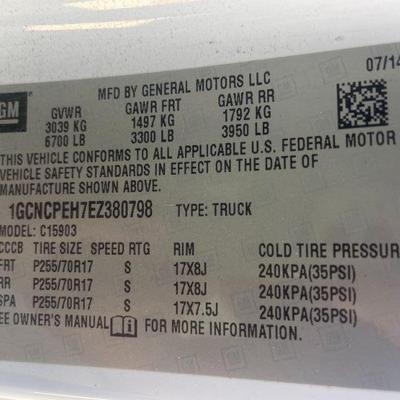 GM
MFD BY GENERAL MOTORS LLC
07/14
GVWR GAWR FRT GAWR RR
3039 KG 1497 KG 1792 KG
6700 LB 3300 LB 3950 LB
THIS VEHICLE CONFORMS TO ALL APPLICABLE U.S. FEDERAL MOTOR
VEHICLE SAFETY STANDARDS IN EFFECT ON THE DATE OF
MANUFACTURE SHOWN ABOVE.
1GCNCPEH7EZ380798 TYPE: TRUCK
MODEL: C15903
CCCB TIRE SIZE SPEED RTG RIM COLD TIRE PRESSURE
FRT P255/70R17 S 17X8J 240KPA(35PSI)
RR P255/70R17 S 17X8J 240KPA(35PSI)
SPA P255/70R17 S 17X7.5J 240KPA(35PSI)
EE OWNER'S MANUAL FOR MORE INFORMATION.